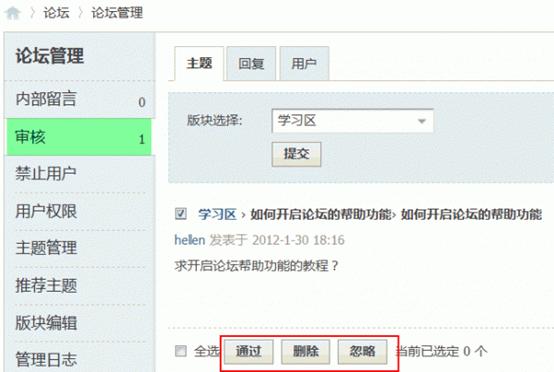 〉论坛 〉论坛管理
论坛管理
内部留言 0
审核 1
禁止用户
用户权限
主题管理
推荐主题
版块编辑
管理日志
主题 回复 用户
版块选择: 学习区
提交
学习区 › 如何开启论坛的帮助功能› 如何开启论坛的帮助功能
hellen 发表于 2012-1-30 18:16
求开启论坛帮助功能的教程？
全选 通过 删除 忽略 当前已选定 0 个